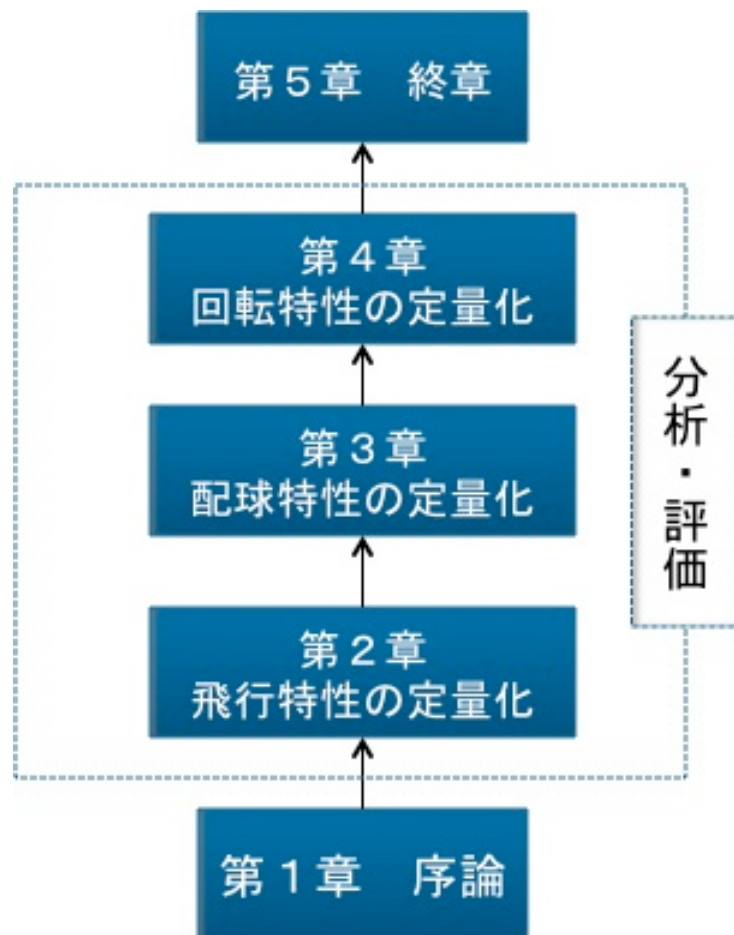 第５章　終章
第４章
回転特性の定量化
第３章
配球特性の定量化
第２章
飛行特性の定量化
第１章　序論
分析・評価